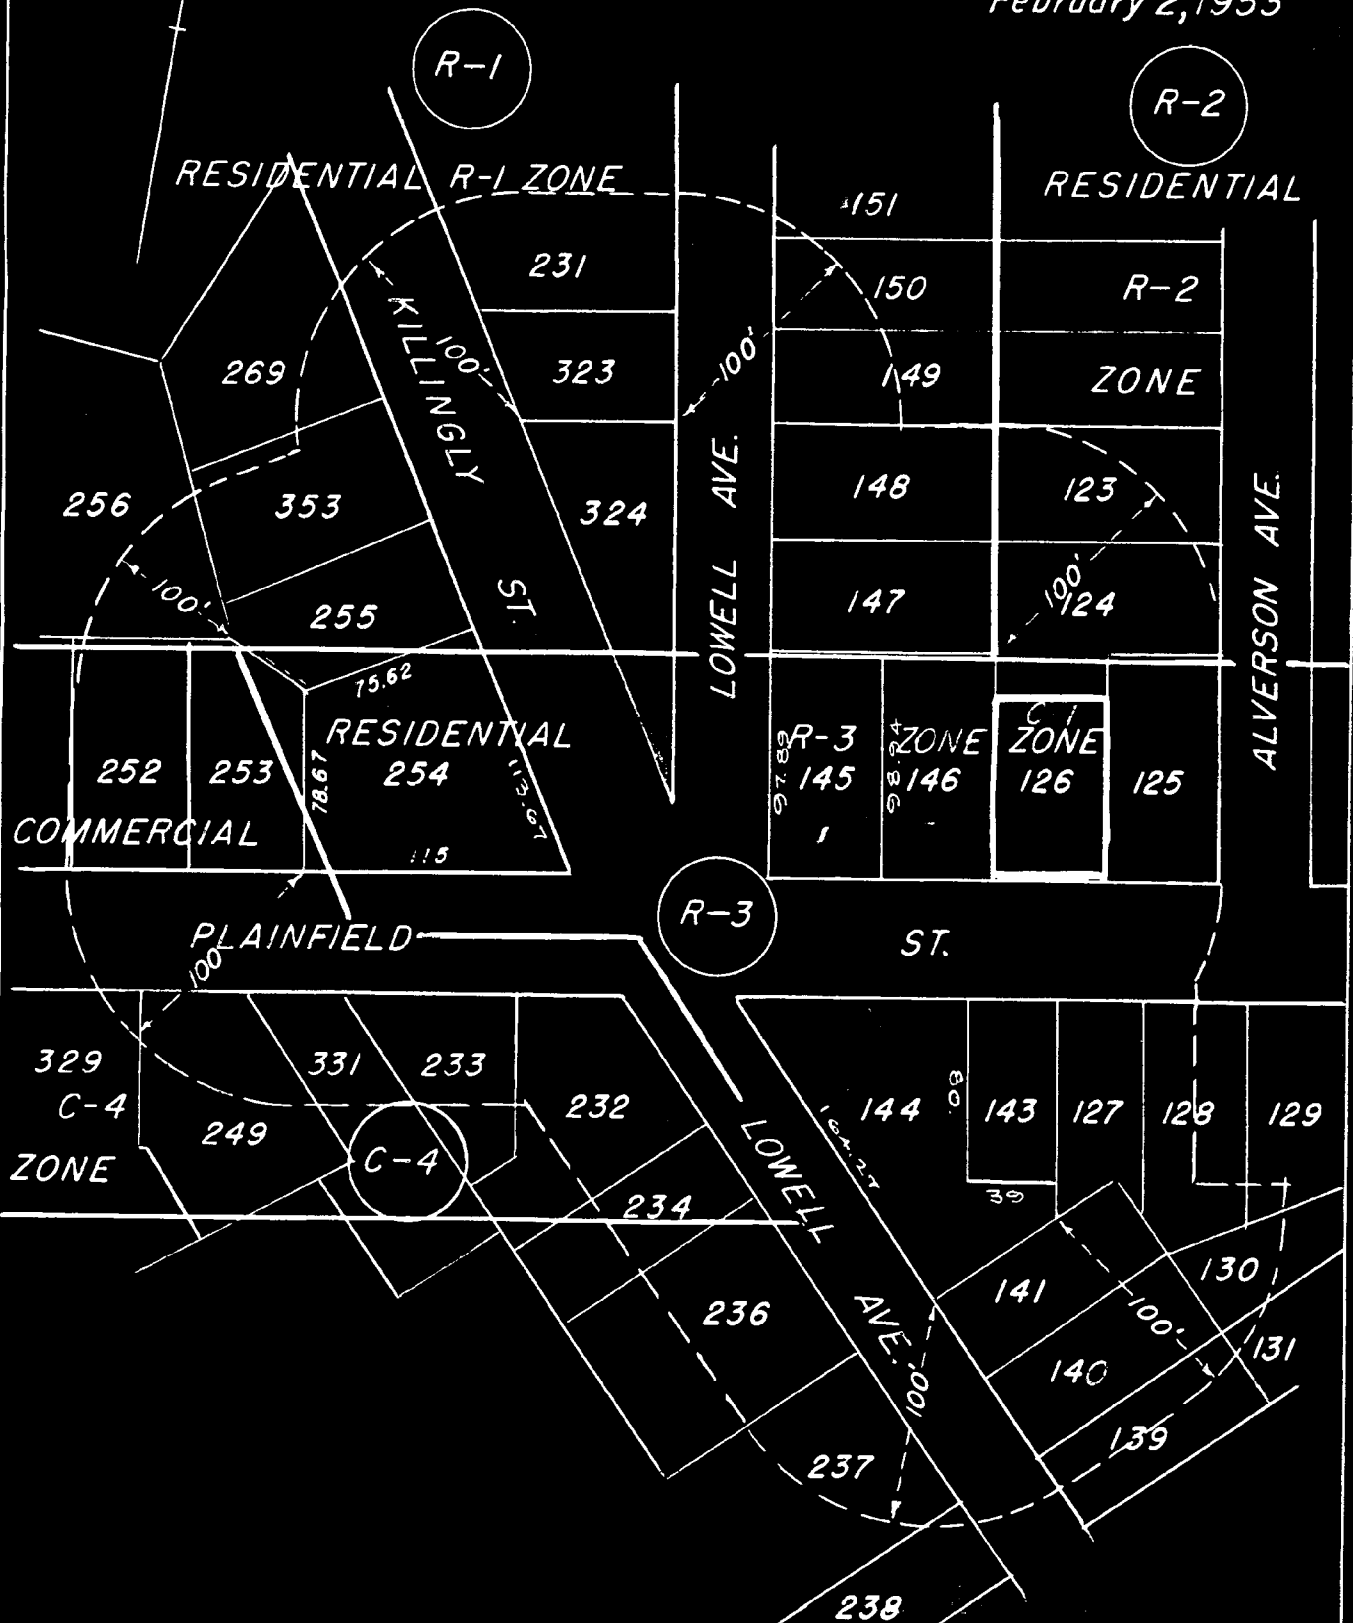 February 2, 1953
R-1
R-2
RESIDENTIAL R-1 ZONE
RESIDENTIAL
151
231
150
R-2
KILLINGLY
100'
100'
269
323
149
ZONE
LOWELL AVE.
256
353
324
148
123
ALVERSON AVE.
100'
100'
ST.
255
147
124
75.62
RESIDENTIAL
R-3
ZONE
C-1
ZONE
252
253
78.67
254
113.67
97.89
145
146
126
125
COMMERCIAL
115
R-3
PLAINFIELD
ST.
100'
329
331
233
C-4
249
232
144
80.
143
127
128
129
ZONE
C-4
LOWELL
164.27
39
234
130
141
236
AVE.
100'
131
140
100'
139
237
238